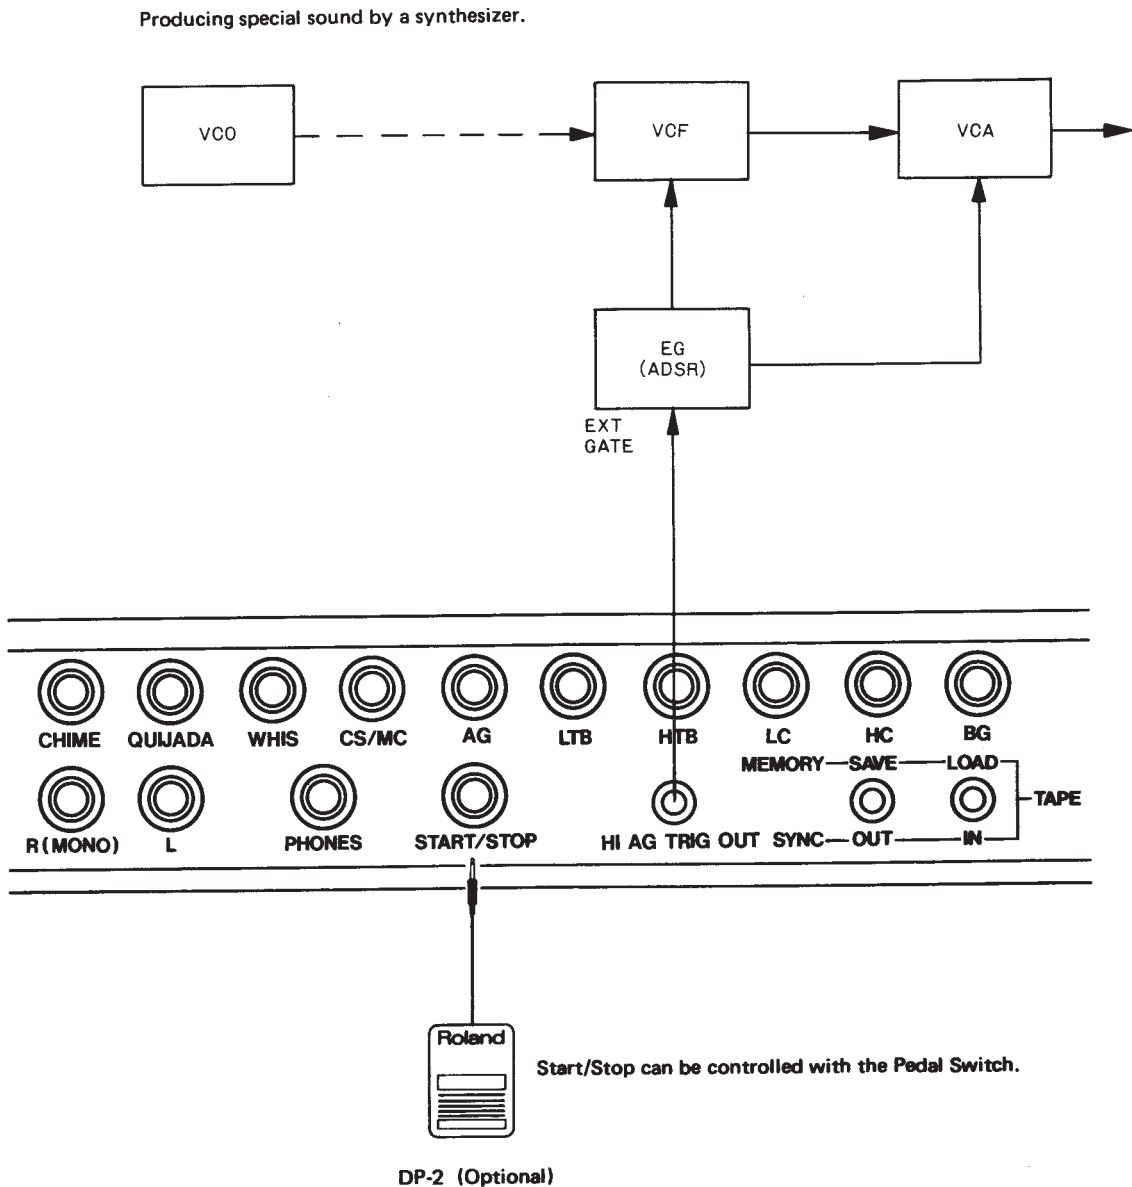 Producing special sound by a synthesizer.
VCO
VCF
VCA
EG
(ADSR)
EXT
GATE
CHIME QUIJADA WHIS CS/MC AG LTB HTB LC HC BG
MEMORY SAVE LOAD
TAPE
R(MONO) L PHONES START/STOP HI AG TRIG OUT SYNC OUT IN
Roland
Start/Stop can be controlled with the Pedal Switch.
DP-2 (Optional)